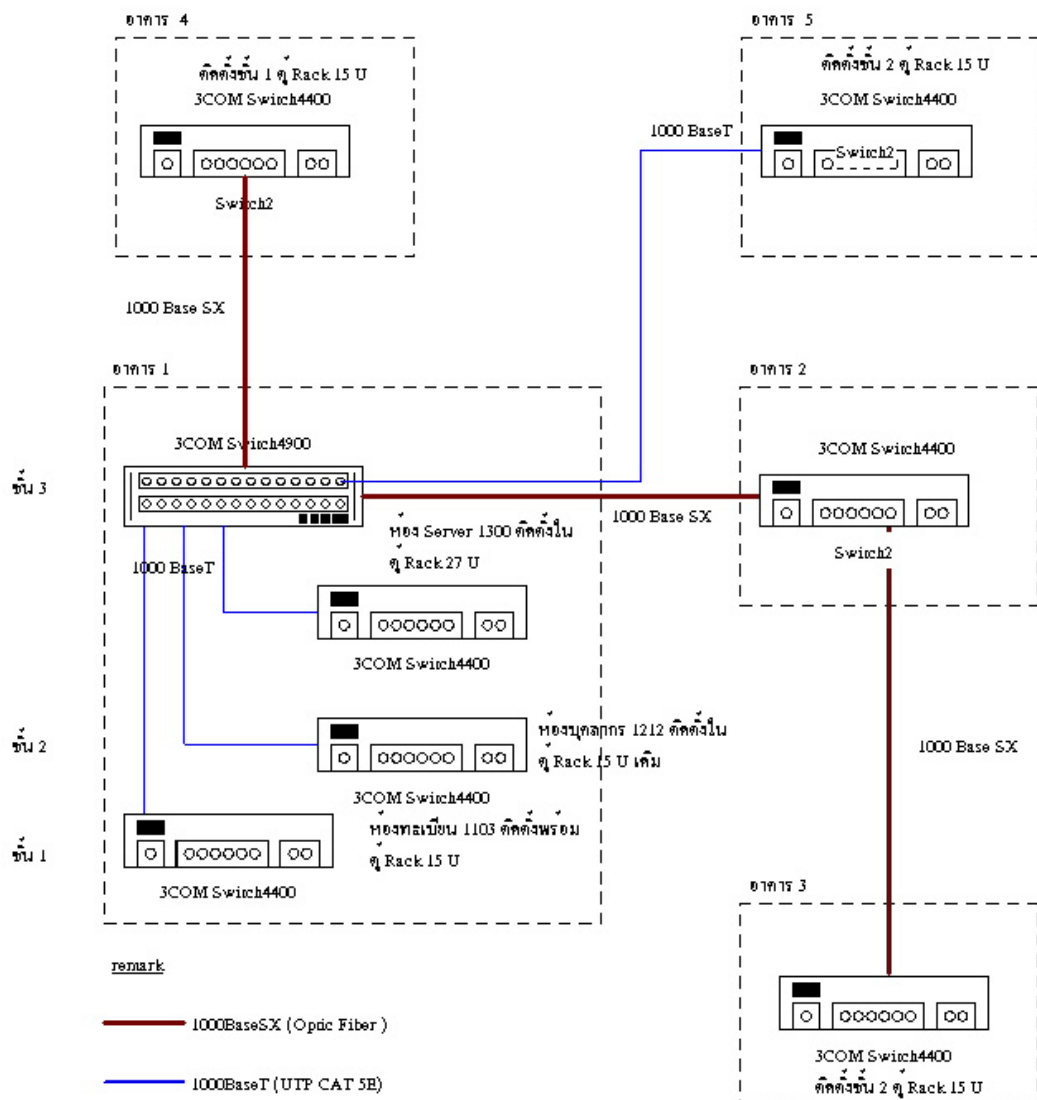 อาคาร 4
ติดตั้งชั้น 1 ตู้ Rack 15 U
3COM Switch4400
Switch2
1000 Base SX
อาคาร 5
ติดตั้งชั้น 2 ตู้ Rack 15 U
3COM Switch4400
1000 BaseT
Switch2
อาคาร 1
3COM Switch4900
ชั้น 3
ห้อง Server 1300 ติดตั้งใน
ตู้ Rack 27 U
1000 BaseT
3COM Switch4400
ชั้น 2
ห้องบุคลากร 1212 ติดตั้งใน
ตู้ Rack 15 U เดิม
3COM Switch4400
ชั้น 1
ห้องทะเบียน 1103 ติดตั้งพร้อม
ตู้ Rack 15 U
3COM Switch4400
อาคาร 2
3COM Switch4400
1000 Base SX
Switch2
1000 Base SX
อาคาร 3
3COM Switch4400
ติดตั้งชั้น 2 ตู้ Rack 15 U
remark
1000BaseSX ( Optic Fiber )
1000BaseT (UTP CAT 5E)